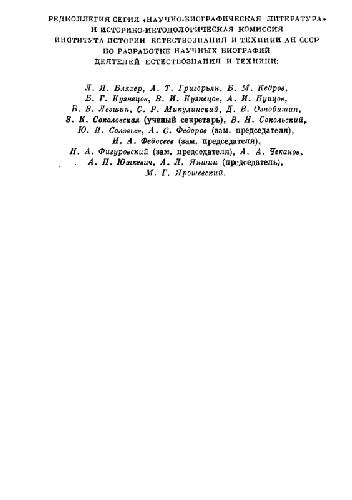 РЕДКОЛЛЕГИЯ СЕРИИ «НАУЧНО-БИОГРАФИЧЕСКАЯ ЛИТЕРАТУРА»
И ИСТОРИКО-МЕТОДОЛОГИЧЕСКАЯ КОМИССИЯ
ИНСТИТУТА ИСТОРИИ ЕСТЕСТВОЗНАНИЯ И ТЕХНИКИ АН СССР
ПО РАЗРАБОТКЕ НАУЧНЫХ БИОГРАФИЙ
ДЕЯТЕЛЕЙ ЕСТЕСТВОЗНАНИЯ И ТЕХНИКИ:
Л. Я. Бляхер, А. Т. Григорьян, Б. М. Кедров,
Б. Г. Кузнецов, В. И. Кузнецов, А. И. Купцов,
Б. В. Левшин, С. Р. Микулинский, Д. В. Ознобишин,
З. К. Соколовская (ученый секретарь), В. Н. Сокольский,
Ю. И. Соловьев, А. С. Федоров (зам. председателя),
И. А. Федосеев (зам. председателя),
Н. А. Фигуровский (зам. председателя), А. А. Чеканов,
А. П. Юшкевич, А. Л. Яншин (председатель),
М. Г. Ярошевский.